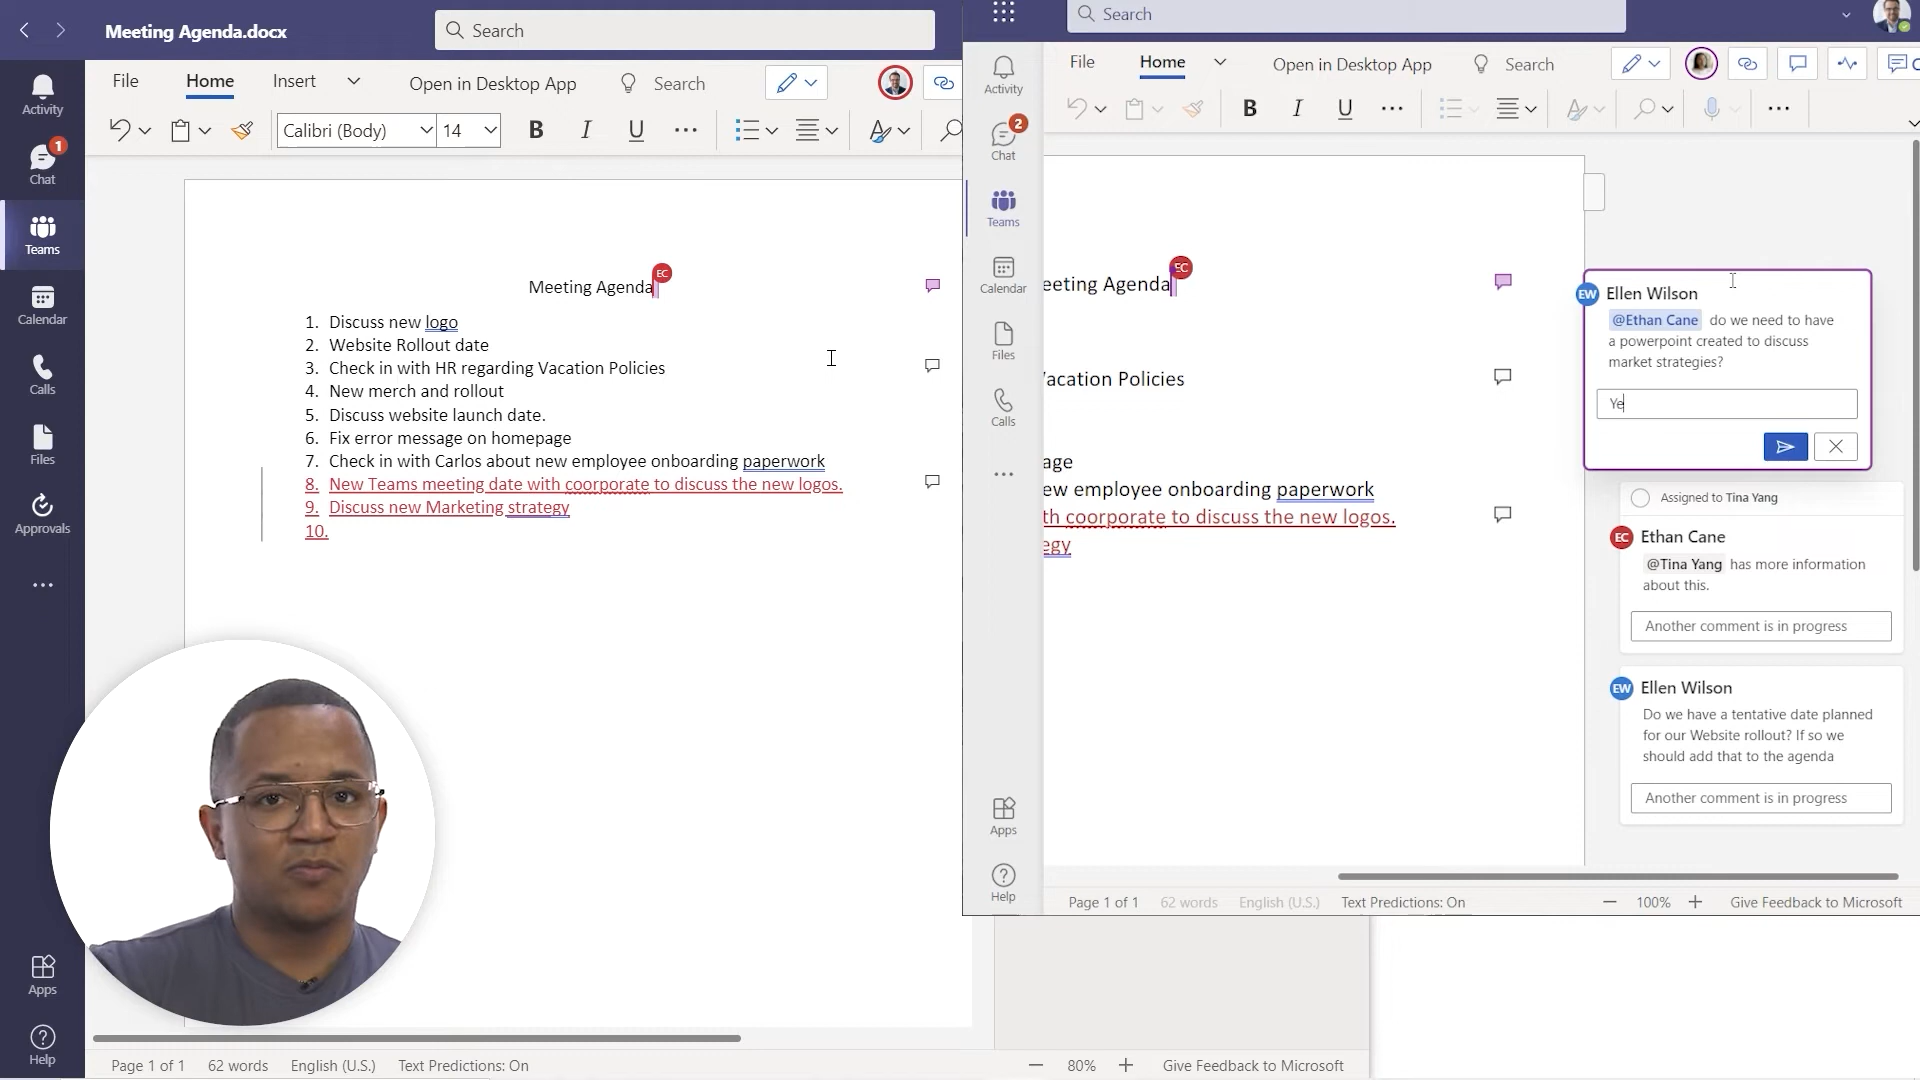 Meeting Agenda.docx
Search
File
Home
Insert
Open in Desktop App
Search
Calibri (Body)
14
B
I
U
Activity
1
Chat
Teams
Calendar
Calls
Files
Approvals
Apps
Help
EC
Meeting Agenda
1. Discuss new logo
2. Website Rollout date
3. Check in with HR regarding Vacation Policies
4. New merch and rollout
5. Discuss website launch date.
6. Fix error message on homepage
7. Check in with Carlos about new employee onboarding paperwork
8. New Teams meeting date with coorporate to discuss the new logos.
9. Discuss new Marketing strategy
10.
Page 1 of 1
62 words
English (U.S.)
Text Predictions: On
80%
Give Feedback to Microsoft
Search
File
Home
Open in Desktop App
Search
B
I
U
Activity
2
Chat
Teams
Calendar
Files
Calls
Apps
Help
EC
eeting Agenda
Vacation Policies
age
ew employee onboarding paperwork
th coorporate to discuss the new logos.
egy
EW
Ellen Wilson
@Ethan Cane do we need to have
a powerpoint created to discuss
market strategies?
Ye
Assigned to Tina Yang
EC
Ethan Cane
@Tina Yang has more information
about this.
Another comment is in progress
EW
Ellen Wilson
Do we have a tentative date planned
for our Website rollout? If so we
should add that to the agenda
Another comment is in progress
Page 1 of 1
62 words
English (U.S.)
Text Predictions: On
100%
Give Feedback to Microsoft